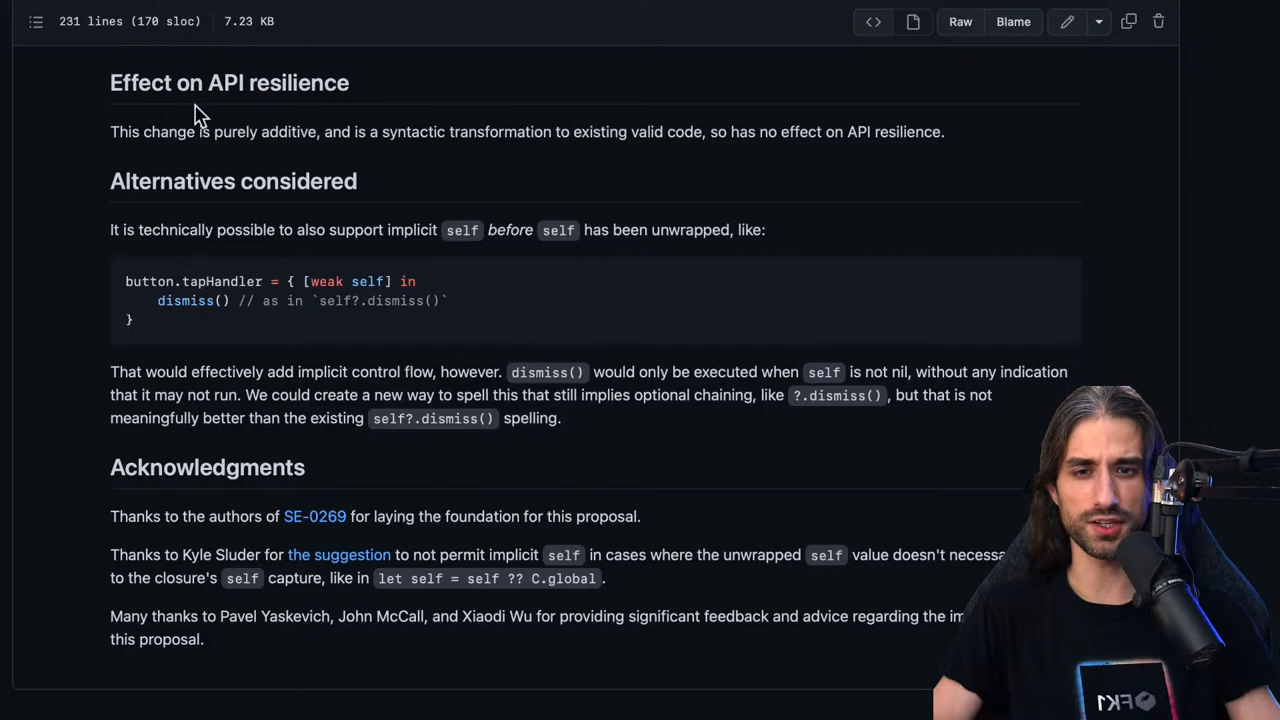 231 lines (170 sloc) 7.23 KB Raw Blame
Effect on API resilience
This change is purely additive, and is a syntactic transformation to existing valid code, so has no effect on API resilience.
Alternatives considered
It is technically possible to also support implicit self before self has been unwrapped, like:
button.tapHandler = { [weak self] in
dismiss() // as in `self?.dismiss()`
}
That would effectively add implicit control flow, however. dismiss() would only be executed when self is not nil, without any indication
that it may not run. We could create a new way to spell this that still implies optional chaining, like ?.dismiss(), but that is not
meaningfully better than the existing self?.dismiss() spelling.
Acknowledgments
Thanks to the authors of SE-0269 for laying the foundation for this proposal.
Thanks to Kyle Sluder for the suggestion to not permit implicit self in cases where the unwrapped self value doesn't
to the closure's self capture, like in let self = self ?? C.global.
Many thanks to Pavel Yaskevich, John McCall, and Xiaodi Wu for providing significant feedback and advice regarding the
this proposal.